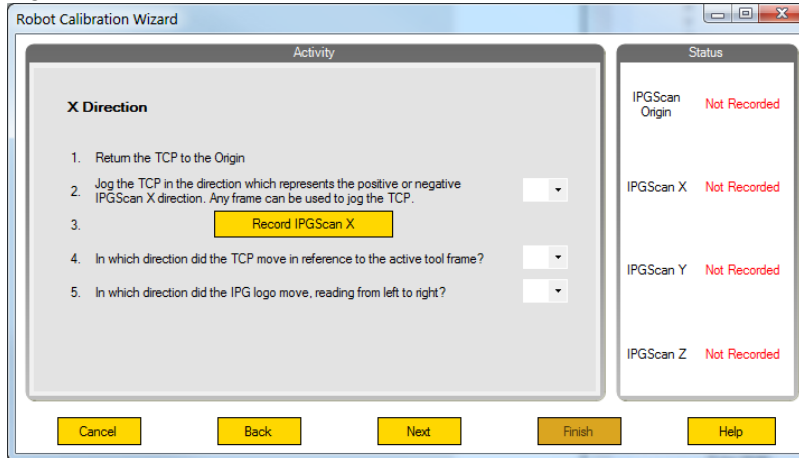 Robot Calibration Wizard
Activity
X Direction
1. Return the TCP to the Origin
2. Jog the TCP in the direction which represents the positive or negative
IPGScan X direction. Any frame can be used to jog the TCP.
3. Record IPGScan X
4. In which direction did the TCP move in reference to the active tool frame?
5. In which direction did the IPG logo move, reading from left to right?
Status
IPGScan
Origin
Not Recorded
IPGScan X Not Recorded
IPGScan Y Not Recorded
IPGScan Z Not Recorded
Cancel Back Next Finish Help